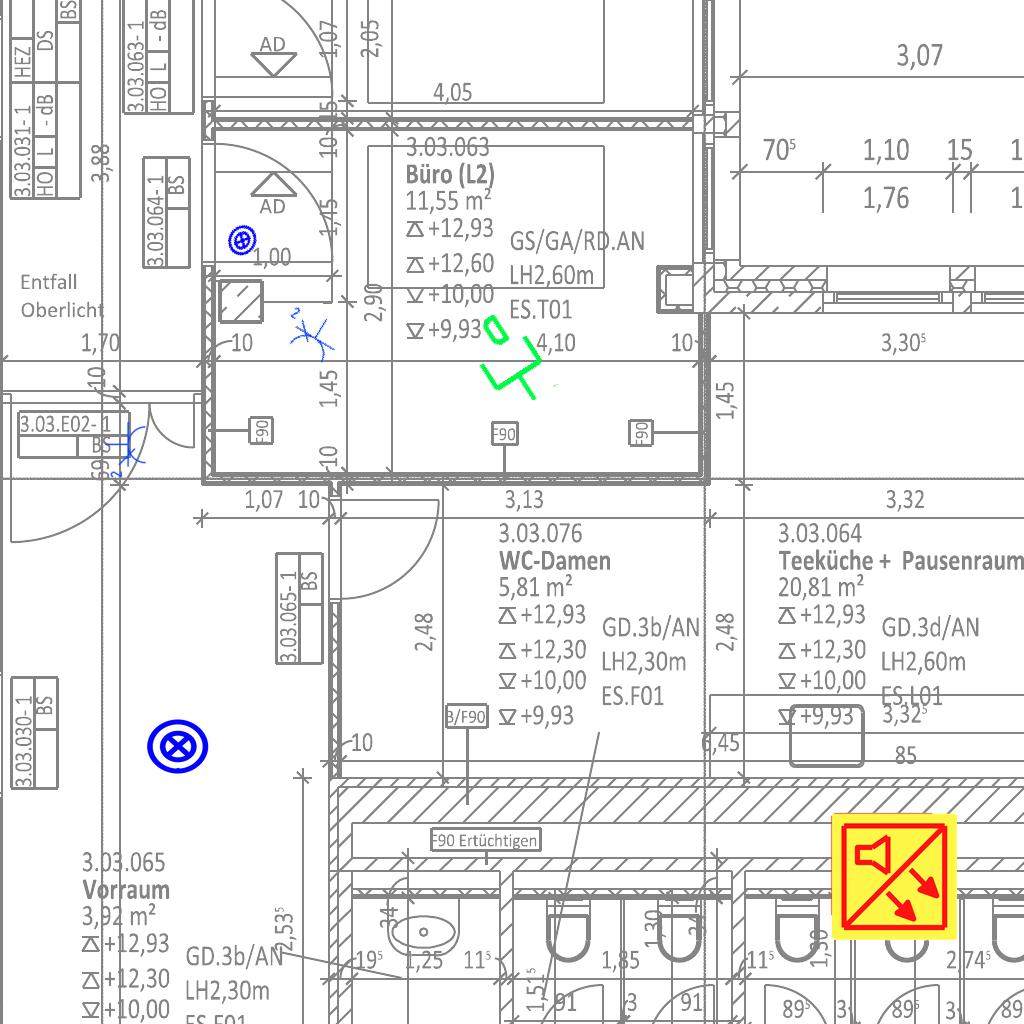 HEZ
DS
BS
3.03.031- 1
HO L - dB
3.03.063- 1
HO L - dB
AD
1,07
2,05
4,05
3,07
15
3,88
10
3.03.063
Büro (L2)
11,55 m²
+12,93
+12,60
+10,00
+9,93
GS/GA/RD.AN
LH2,60m
ES.T01
70⁵
1,10
15
1
1,76
1
3.03.064- 1
BS
AD
1,45
1,00
2,90
Entfall
Oberlicht
1,70
10
2
4,10
10
3,30⁵
10
1,45
1,45
3.03.E02- 1
BS
69
2
F90
F90
F90
10
1,07
10
3,13
3,32
3.03.076
WC-Damen
5,81 m²
+12,93
+12,30
+10,00
+9,93
GD.3b/AN
LH2,30m
ES.F01
3.03.064
Teeküche + Pausenraum
20,81 m²
+12,93
+12,30
+10,00
+9,93
GD.3d/AN
LH2,60m
ES.L01
3.03.065- 1
BS
2,48
2,48
3.03.030- 1
BS
B/F90
3,32⁵
10
6,45
85
F90 Ertüchtigen
3.03.065
Vorraum
3,92 m²
+12,93
+12,30
+10,00
GD.3b/AN
LH2,30m
ES.F01
2,53⁵
34
1,30
34
1,30
19⁵
1,25
11⁵
1,85
11⁵
2,74⁵
1,51⁵
91
3
91
89⁵
3
89⁵
3
89⁵